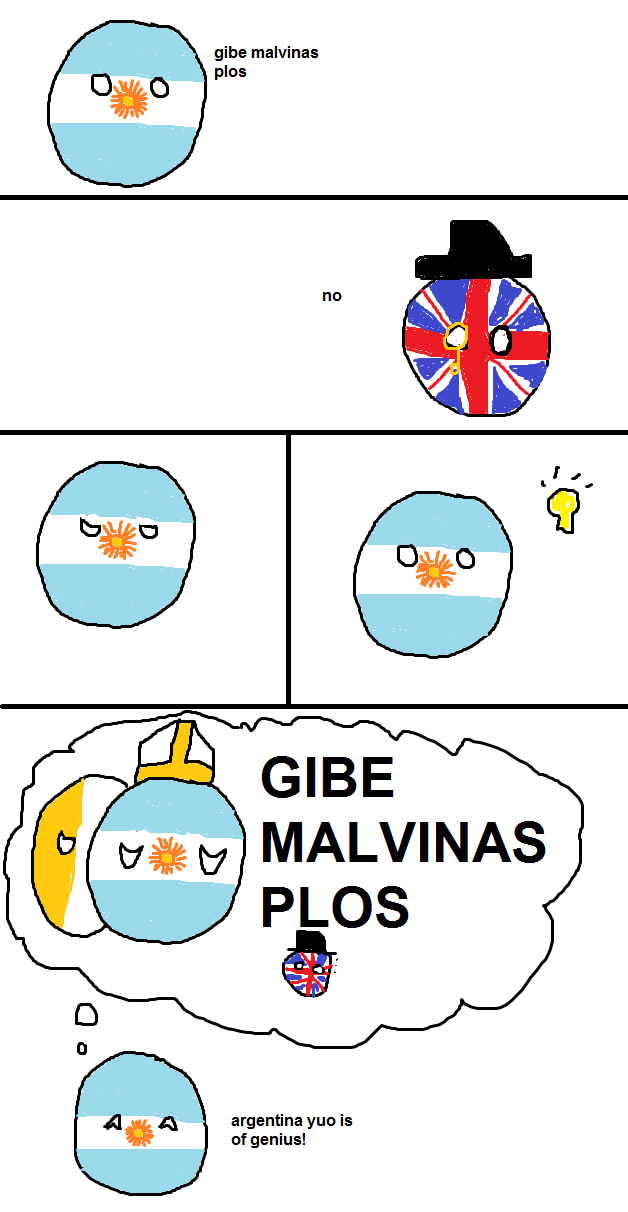 gibe malvinas
plos
no
GIBE
MALVINAS
PLOS
argentina yuo is
of genius!